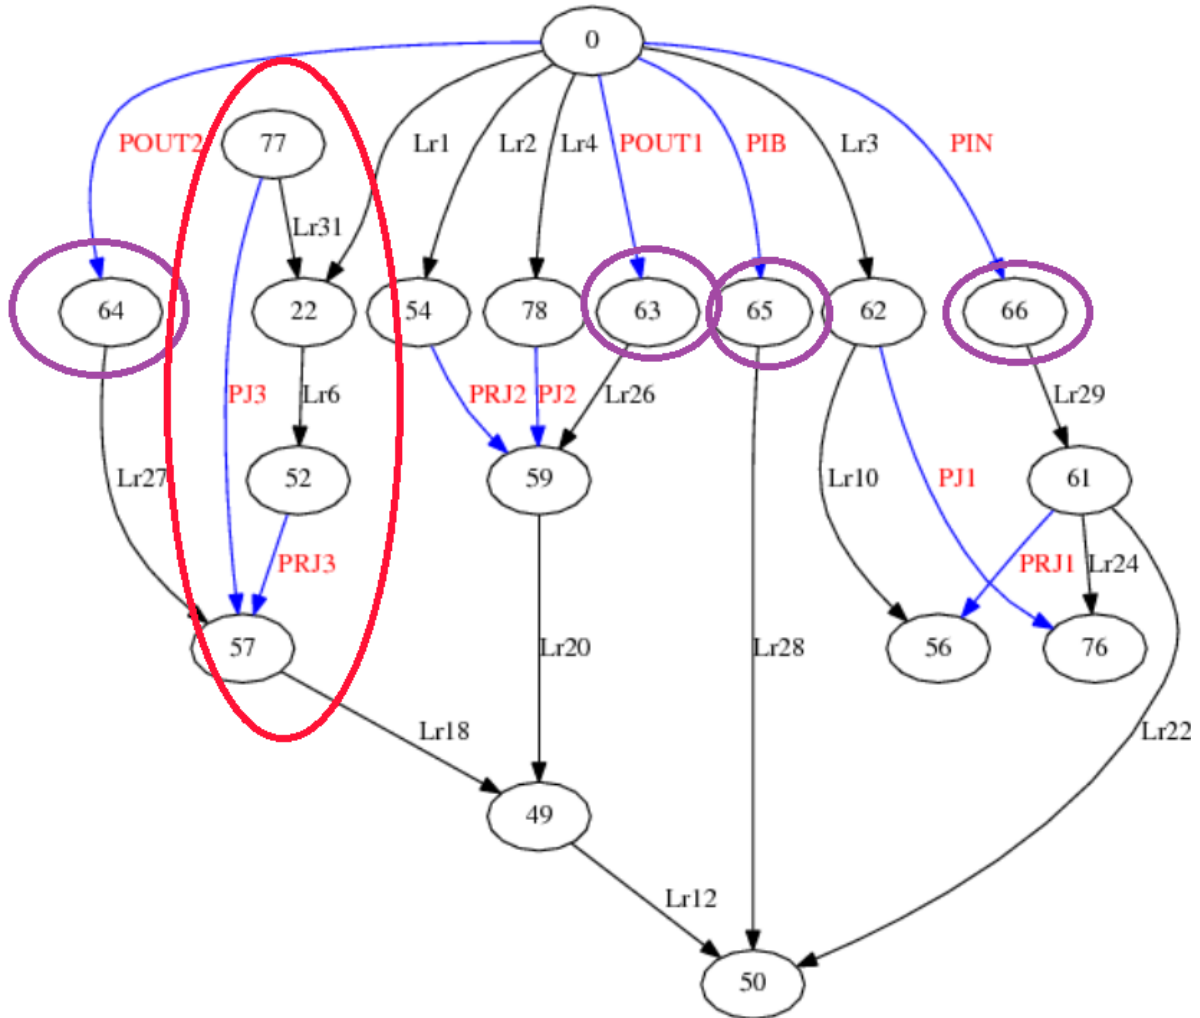 0
77
POUT2
Lr1
Lr2
Lr4
POUT1
PIB
Lr3
PIN
Lr31
64
22
54
78
63
65
62
66
PJ3
Lr6
PRJ2
PJ2
Lr26
Lr29
Lr27
52
59
Lr10
PJ1
61
PRJ3
PRJ1
Lr24
57
Lr20
Lr28
56
76
Lr18
Lr22
49
Lr12
50